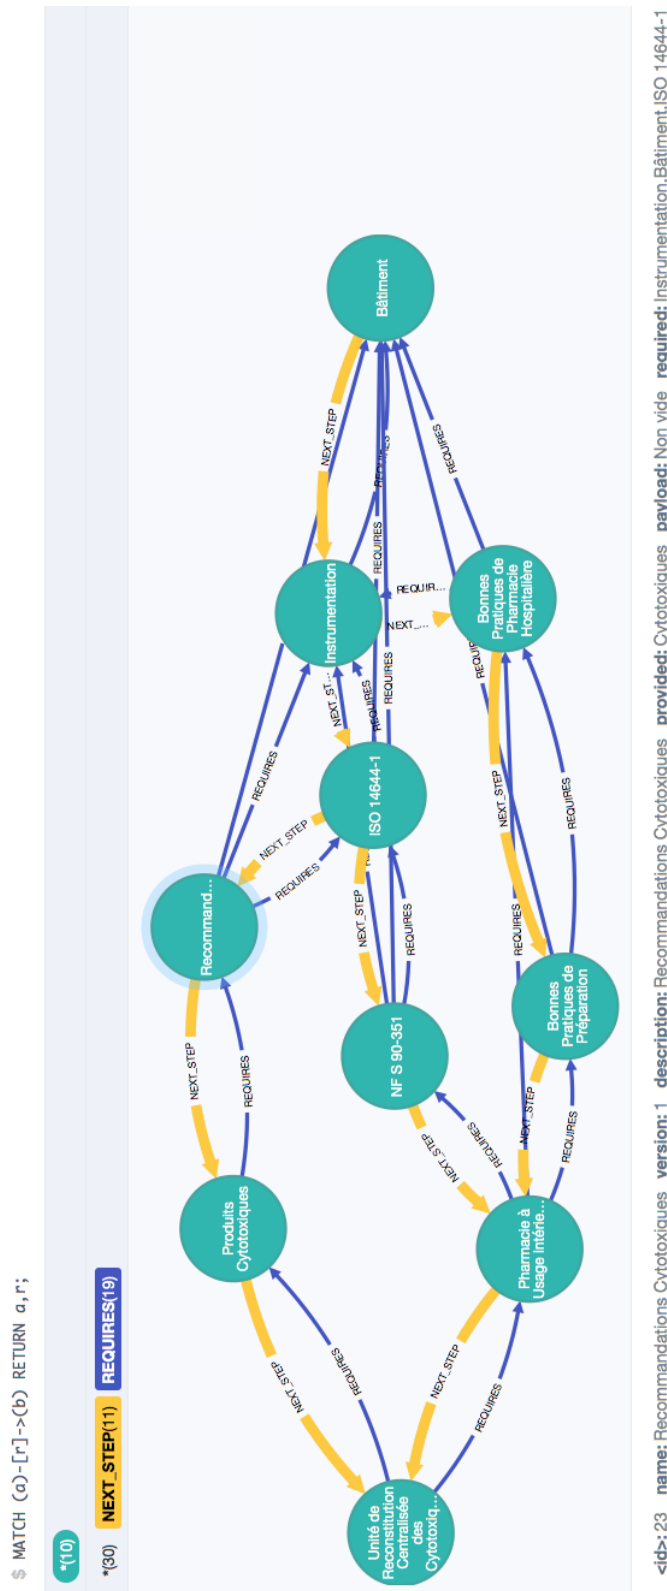 $ MATCH (a)-[r]->(b) RETURN a,r;
*(10)
*(30) NEXT_STEP(11) REQUIRES(19)
Recommand...
Produits
Cytotoxiques
Unité de
Reconstitution
Centralisée
des
Cytotoxiq...
Bâtiment
Instrumentation
ISO 14644-1
NF S 90-351
Bonnes
Pratiques de
Pharmacie
Hospitalière
Bonnes
Pratiques de
Préparation
Pharmacie à
Usage Intérie...
NEXT_STEP
REQUIRES
NEXT_STEP
REQUIRES
NEXT_STEP
REQUIRES
REQUIRES
NEXT_STEP
REQUIRES
NEXT_ST...
REQUIRES
REQUIRES
REQUIRES
REQUIRES
REQUIR...
NEXT_...
REQUIRES
NEXT_STEP
REQUIRES
NEXT_STEP
REQUIRES
NEXT_STEP
REQUIRES
REQUIRES
NEXT_STEP
REQUIRES
NEXT_STEP
REQUIRES
<id>: 23 name: Recommandations Cytotoxiques version: 1 description: Recommandations Cytotoxiques provided: Cytotoxiques payload: Non vide required: Instrumentation,Bâtiment,ISO 14644-1